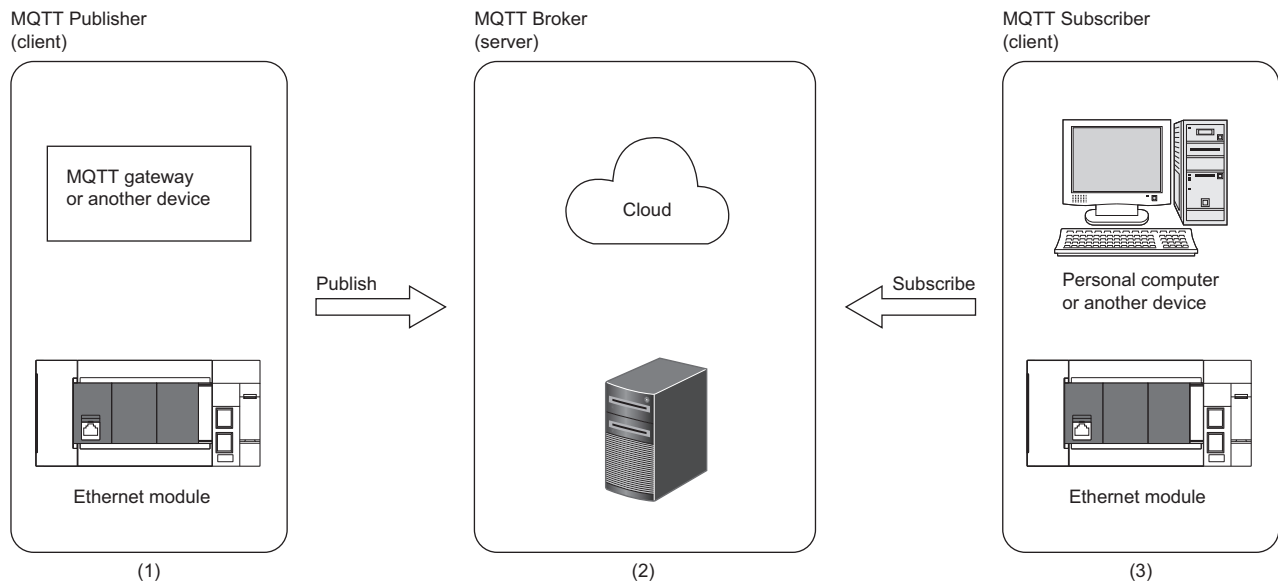 MQTT Publisher
(client)
MQTT Broker
(server)
MQTT Subscriber
(client)
MQTT gateway
or another device
Cloud
Publish
Subscribe
Personal computer
or another device
Ethernet module
Ethernet module
(1)
(2)
(3)